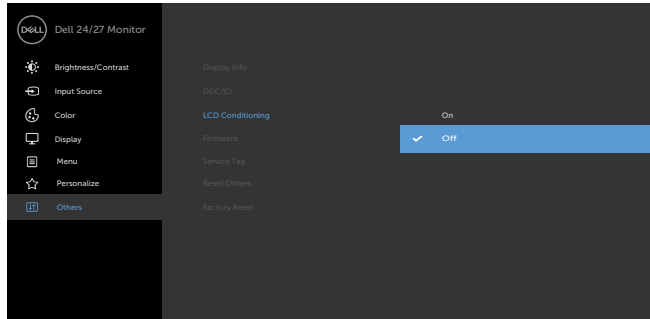 DELL
Dell 24/27 Monitor
Brightness/Contrast
Input Source
Color
Display
Menu
Personalize
Others
Display Info
DDC/CI
LCD Conditioning
Firmware
Service Tag
Reset Others
Factory Reset
On
Off